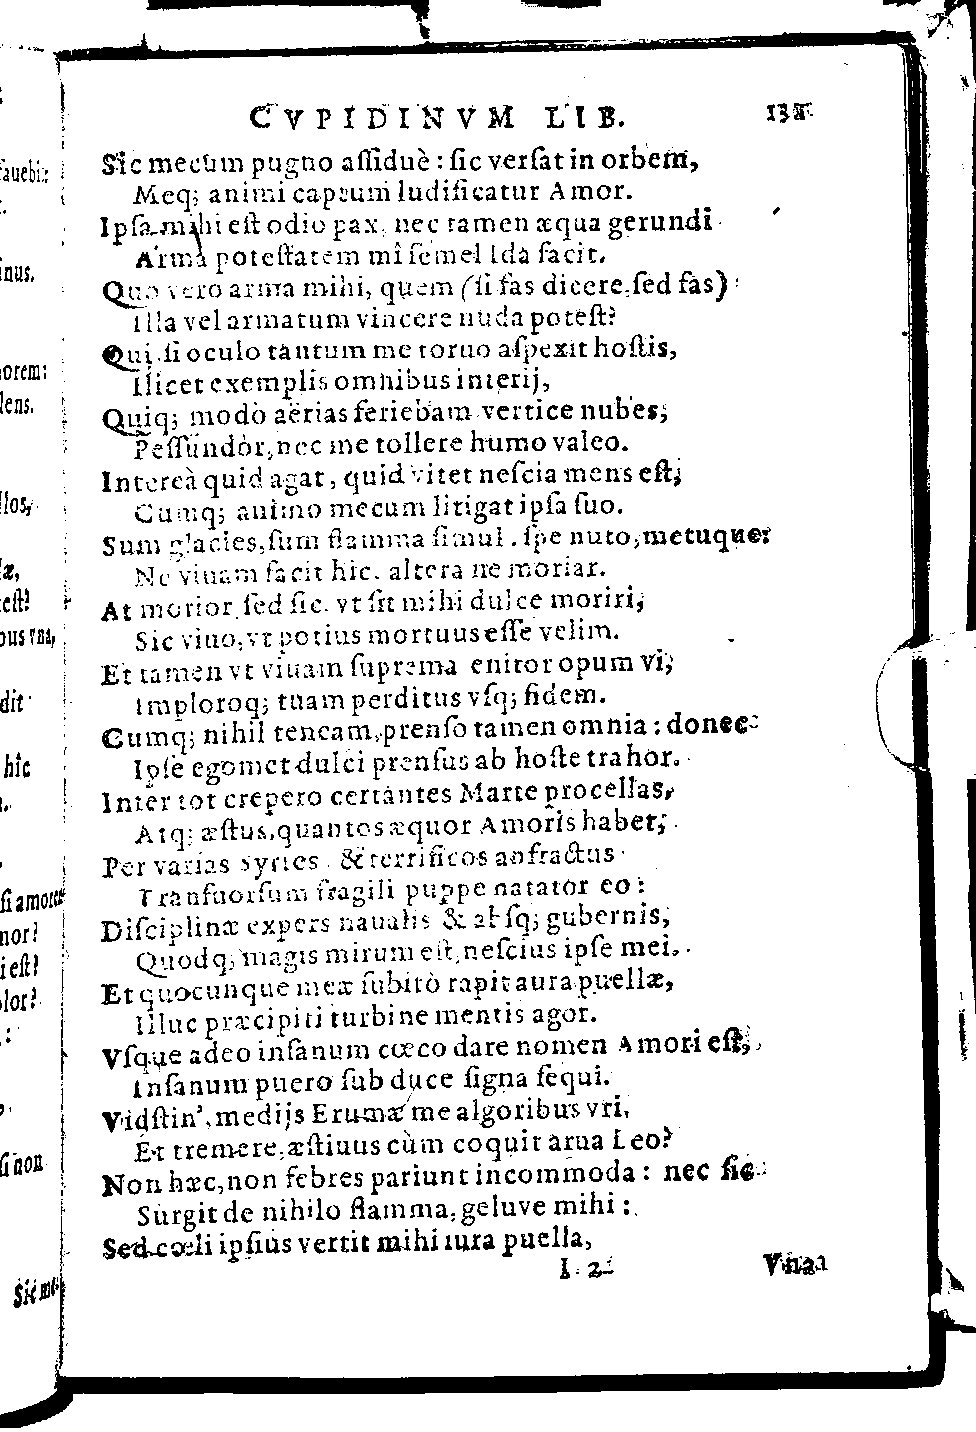 CVPIDINVM LIB.
Sic mecum pugno aſſiduè: ſic verſat in orbem,
Meq; animi captum ludificatur Amor.
Ipſa mihi eſt odio pax, nec tamen æqua gerundi
Arma poteſtatem mî ſemel Ida facit.
Quo vero arma mihi, quem (ſi fas dicere, ſed fas)
Illa vel armatum vincere nuda poteſt?
Qui ſi oculo tantum me toruo aſpexit hoſtis,
Ilicet exemplis omnibus interij,
Quiq; modò aërias feriebam vertice nubes,
Peſſundor, nec me tollere humo valeo.
Intereà quid agat, quid vitet neſcia mens eſt;
Cumq; animo mecum litigat ipſa ſuo.
Sum glacies, ſum flamma ſimul. ſpe nuto, metuque:
Ne viuam facit hic. altera ne moriar.
At morior, ſed ſic. vt ſit mihi dulce moriri;
Sic viuo, vt potius mortuus eſſe velim.
Et tamen vt viuam ſuprema enitor opum vi;
Imploroq; tuam perditus vſq; fidem.
Cumq; nihil teneam, prenſo tamen omnia: donec
Ipſe egomet dulci prenſus ab hoſte trahor.
Inter tot crepero certantes Marte procellas,
Atq; æſtus, quantos æquor Amoris habet;
Per varias Syrtes. & terrificos anfractus
Tranſuorſum fragili puppe natator eo:
Diſciplinæ expers naualis & abſq; gubernis,
Quodq; magis mirum eſt, neſcius ipſe mei.
Et quocunque meæ ſubitò rapit aura puellæ,
Illuc præcipiti turbine mentis agor.
Vſque adeo inſanum cœco dare nomen Amori eſt,
Inſanum puero ſub duce ſigna ſequi.
Vidſtin', medijs Erumæ me algoribus vri,
Et tremere, æſtiuus cùm coquit arua Leo?
Non hæc, non febres pariunt incommoda: nec ſic
Surgit de nihilo flamma, geluve mihi:
Sed cœli ipſius vertit mihi iura puella,
I 2 Vnaa